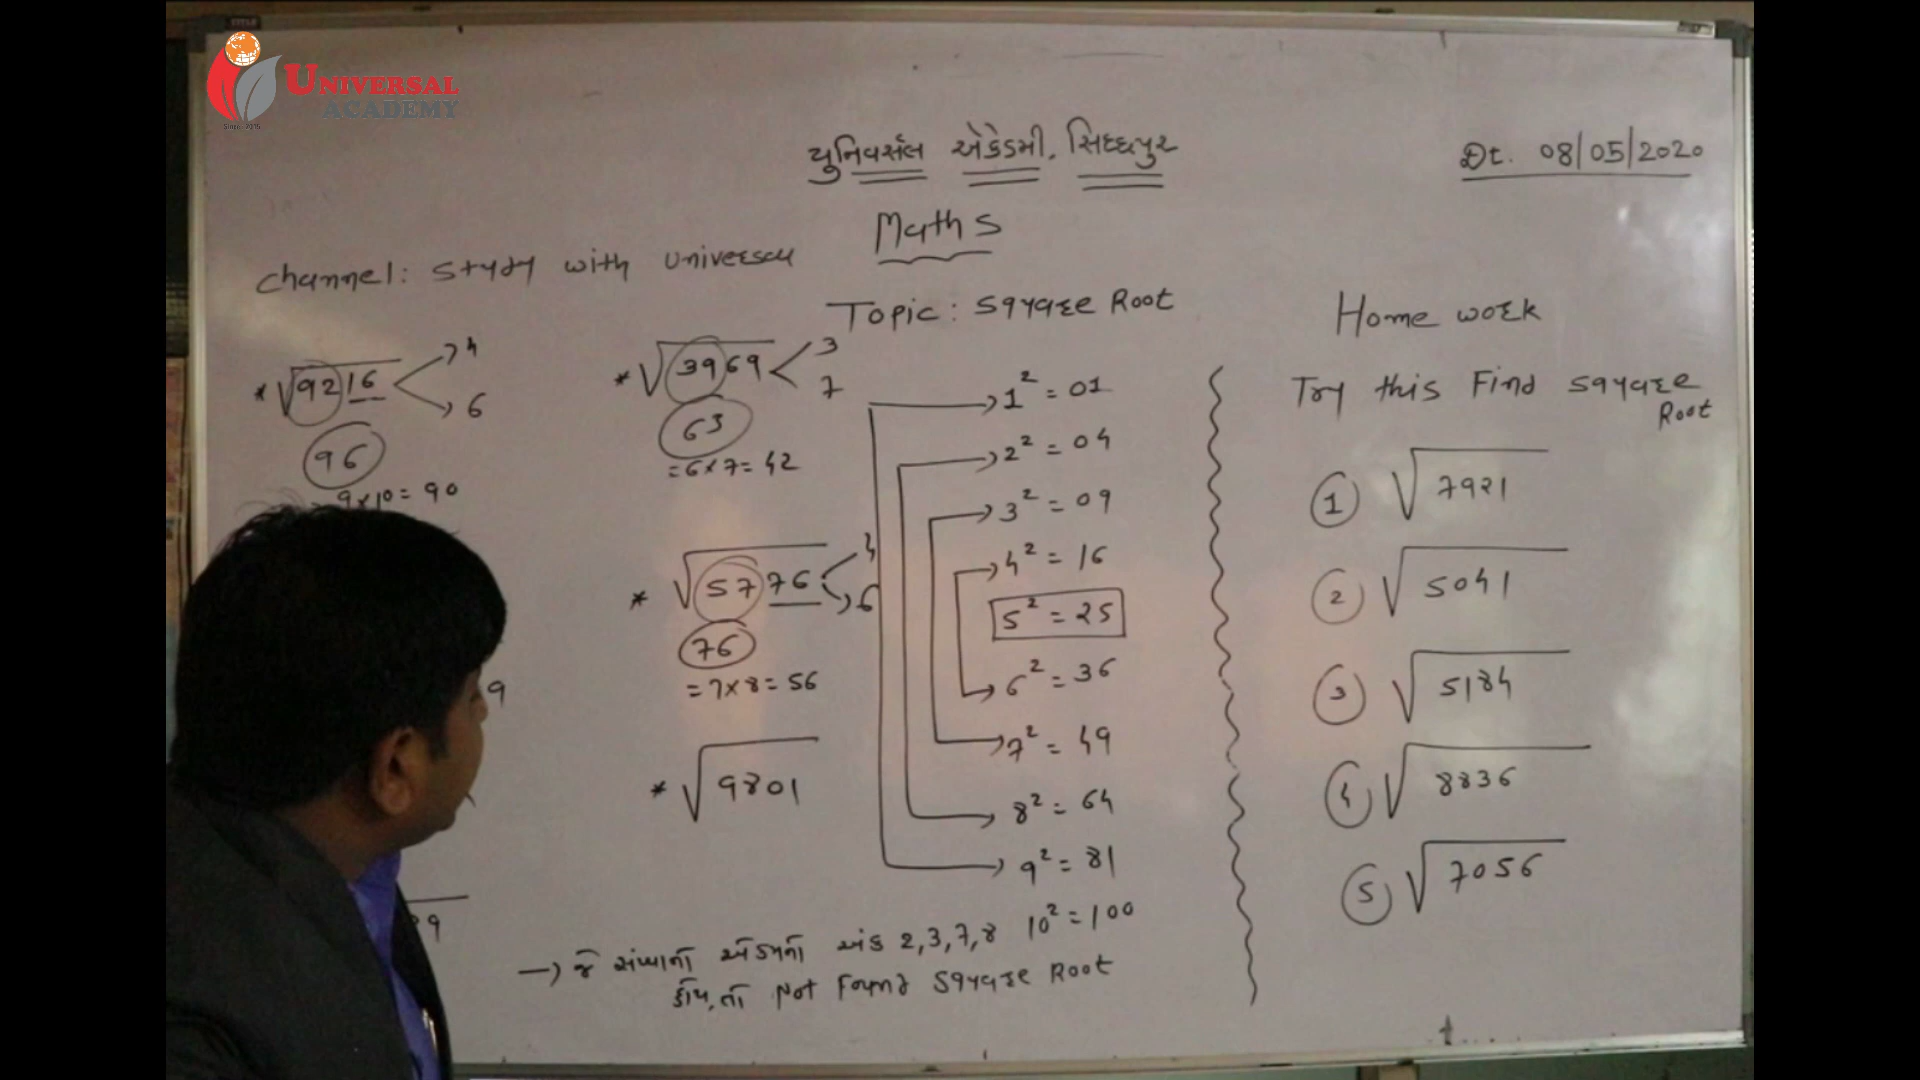 UNIVERSAL
ACADEMY
યુનિવર્સલ એકેડમી, સિધ્ધપુર
Dt. 08/05/2020
Maths
Channel: Study with Universal
Topic: Square Root
* √9216 → 4
→ 6
96
9×10 = 90
9
9
* √3969 3
7
63
= 6×7 = 42
* √5776 4
→ 6
76
= 7×8 = 56
* √9801
→ 1² = 01
→ 2² = 04
→ 3² = 09
→ 4² = 16
5² = 25
→ 6² = 36
→ 7² = 49
→ 8² = 64
→ 9² = 81
10² = 100
→ જે સંખ્યાનો એકમનો અંક 2,3,7,8
હોય, તો Not Found Square Root
Home work
Try this Find Square
Root
1 √7921
2 √5041
3 √5184
4 √8836
5 √7056